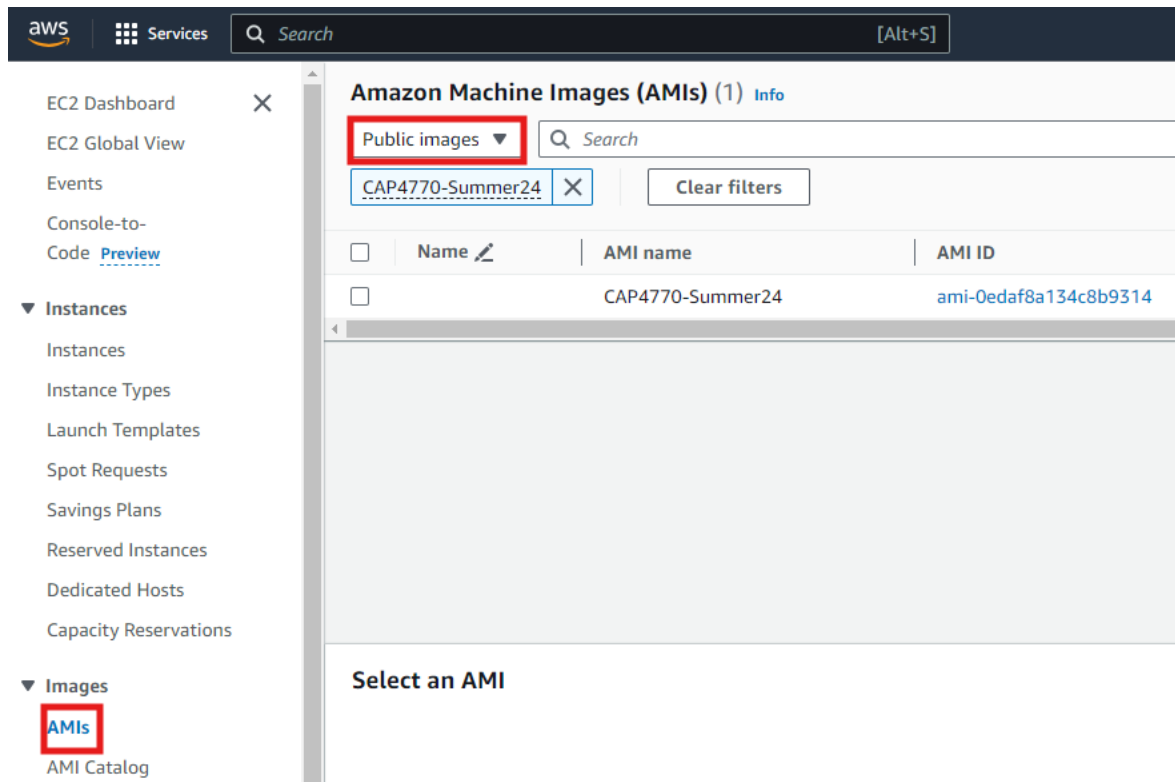 aws Services Search [Alt+S]
EC2 Dashboard
EC2 Global View
Events
Console-to-
Code Preview
Instances
Instances
Instance Types
Launch Templates
Spot Requests
Savings Plans
Reserved Instances
Dedicated Hosts
Capacity Reservations
Images
AMIs
AMI Catalog
Amazon Machine Images (AMIs) (1) Info
Public images Search
CAP4770-Summer24 Clear filters
Name AMI name AMI ID
CAP4770-Summer24 ami-0edaf8a134c8b9314
Select an AMI